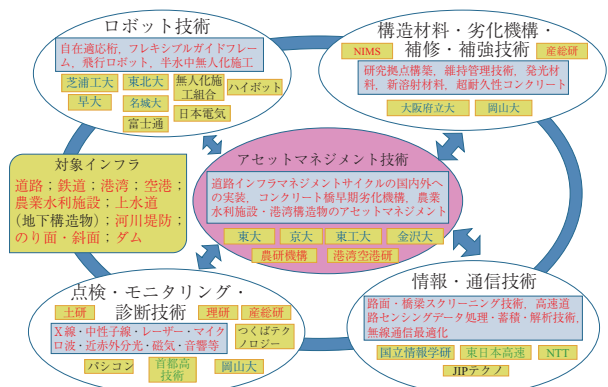 ロボット技術
自在適応桁，フレキシブルガイドフレー
ム，飛行ロボット，半水中無人化施工
芝浦工大
東北大
無人化施
工組合
ハイボット
早大
名城大
日本電気
富士通
構造材料・劣化機構・
補修・補強技術
NIMS
産総研
研究拠点構築，維持管理技術，発光材
料，新溶射材料，超耐久性コンクリート
大阪府立大
岡山大
対象インフラ
道路；鉄道；港湾；空港；
農業水利施設；上水道
(地下構造物)；河川堤防；
のり面・斜面；ダム
アセットマネジメント技術
道路インフラマネジメントサイクルの国内外へ
の実装，コンクリート橋早期劣化機構，農業
水利施設・港湾構造物のアセットマネジメント
東大
京大
東工大
金沢大
農研機構
港湾空港研
点検・モニタリング・
診断技術
土研
理研
産総研
X線・中性子線・レーザー・マイク
ロ波・近赤外分光・磁気・音響等
つくばテク
ノロジー
パシコン
首都高
技術
岡山大
情報・通信技術
路面・橋梁スクリーニング技術，高速道
路センシングデータ処理・蓄積・解析技術，
無線通信最適化
国立情報学研
東日本高速
NTT
JIPテクノ